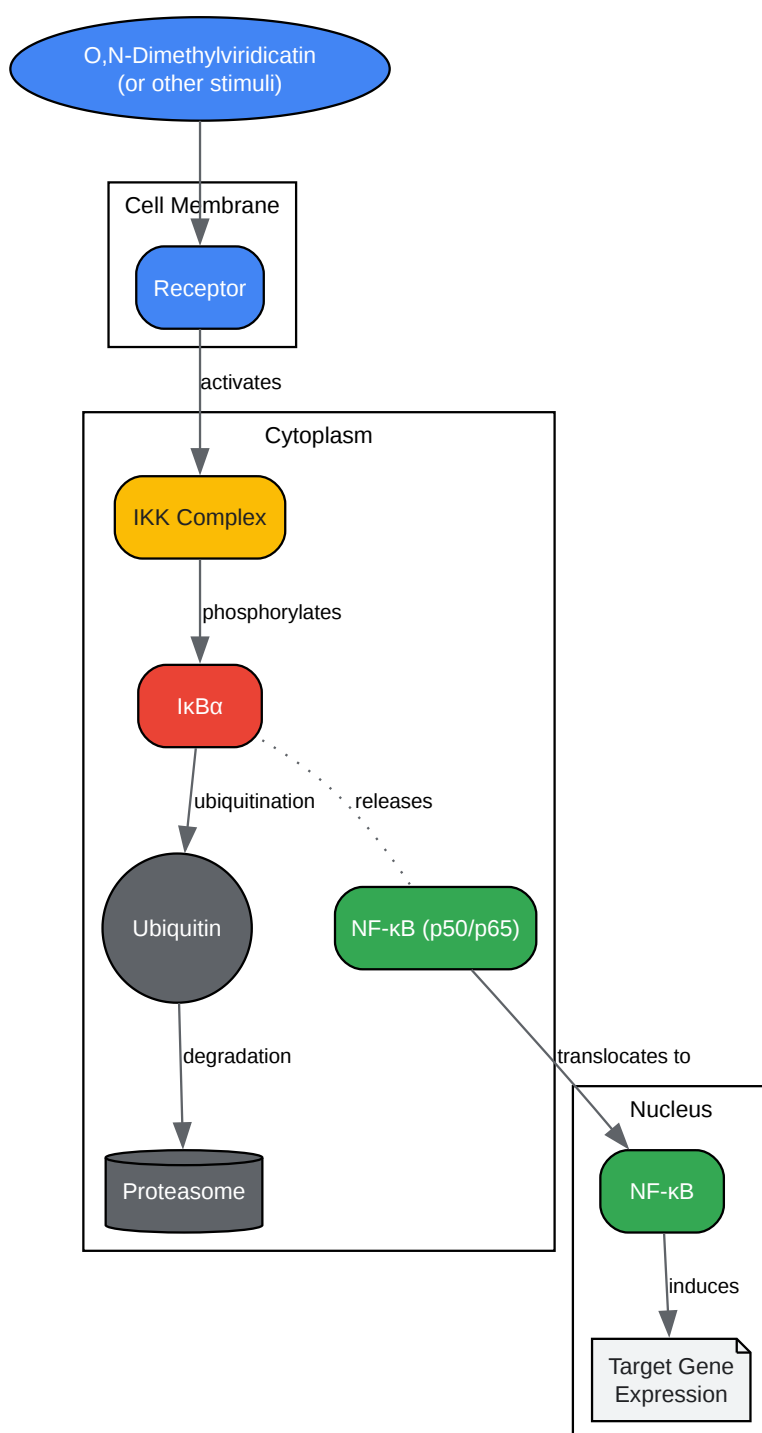 O,N-Dimethylviridicatin
(or other stimuli)
Cell Membrane
Receptor
activates
Cytoplasm
IKK Complex
phosphorylates
IκBα
ubiquitination
releases
Ubiquitin
NF-κB (p50/p65)
degradation
translocates to
Nucleus
Proteasome
NF-κB
induces
Target Gene
Expression